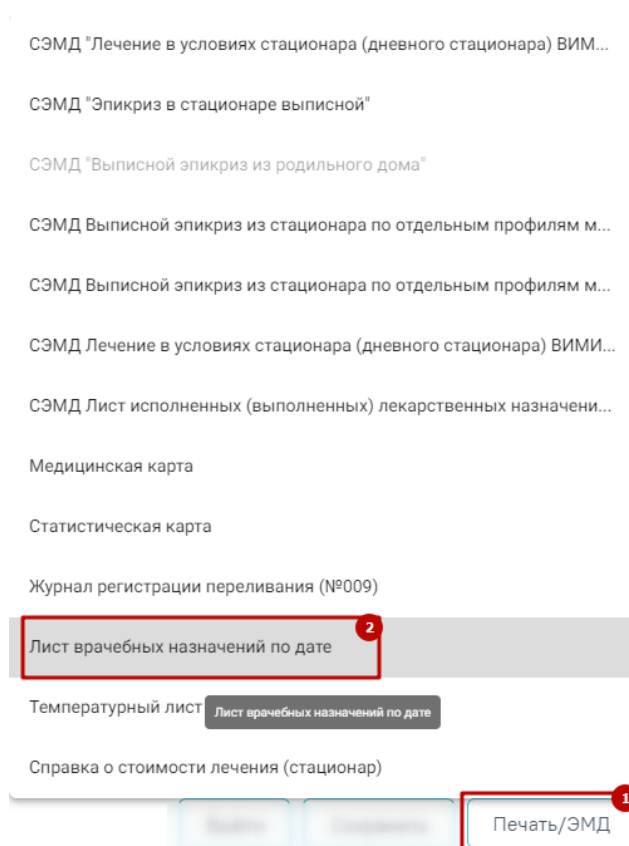 СЭМД "Лечение в условиях стационара (дневного стационара) ВИМ...
СЭМД "Эпикриз в стационаре выписной"
СЭМД "Выписной эпикриз из родильного дома"
СЭМД Выписной эпикриз из стационара по отдельным профилям м...
СЭМД Выписной эпикриз из стационара по отдельным профилям м...
СЭМД Лечение в условиях стационара (дневного стационара) ВИМИ...
СЭМД Лист исполненных (выполненных) лекарственных назначени...
Медицинская карта
Статистическая карта
Журнал регистрации переливания (№009)
2
Лист врачебных назначений по дате
Температурный лист
Лист врачебных назначений по дате
Справка о стоимости лечения (стационар)
1
Печать/ЭМД